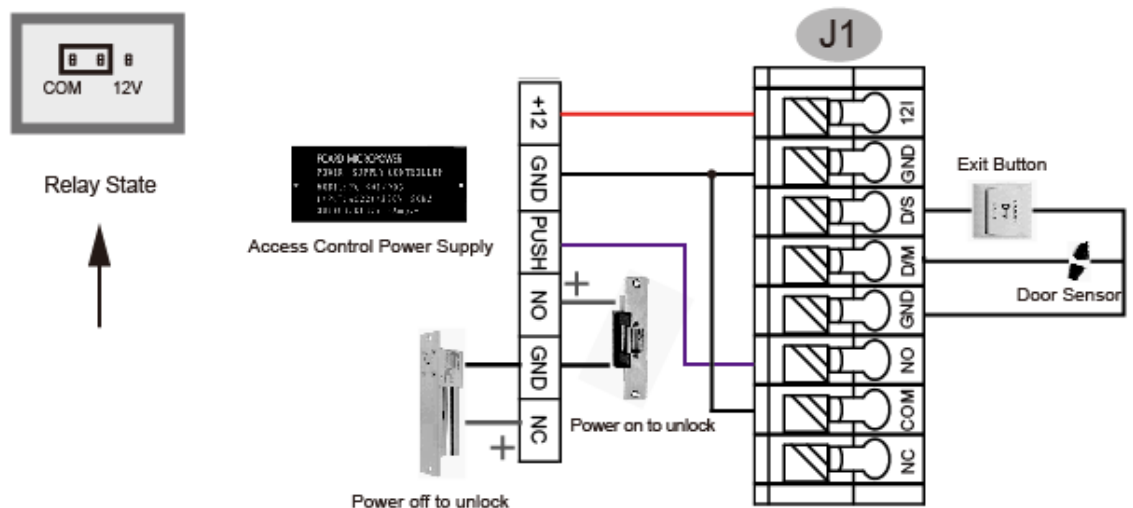 COM 12V
Relay State
Access Control Power Supply
+12
GND
PUSH
NO
GND
NC
+
Power on to unlock
+
Power off to unlock
J1
12I
GND
D/S
D/M
GND
NO
COM
NC
Exit Button
Door Sensor